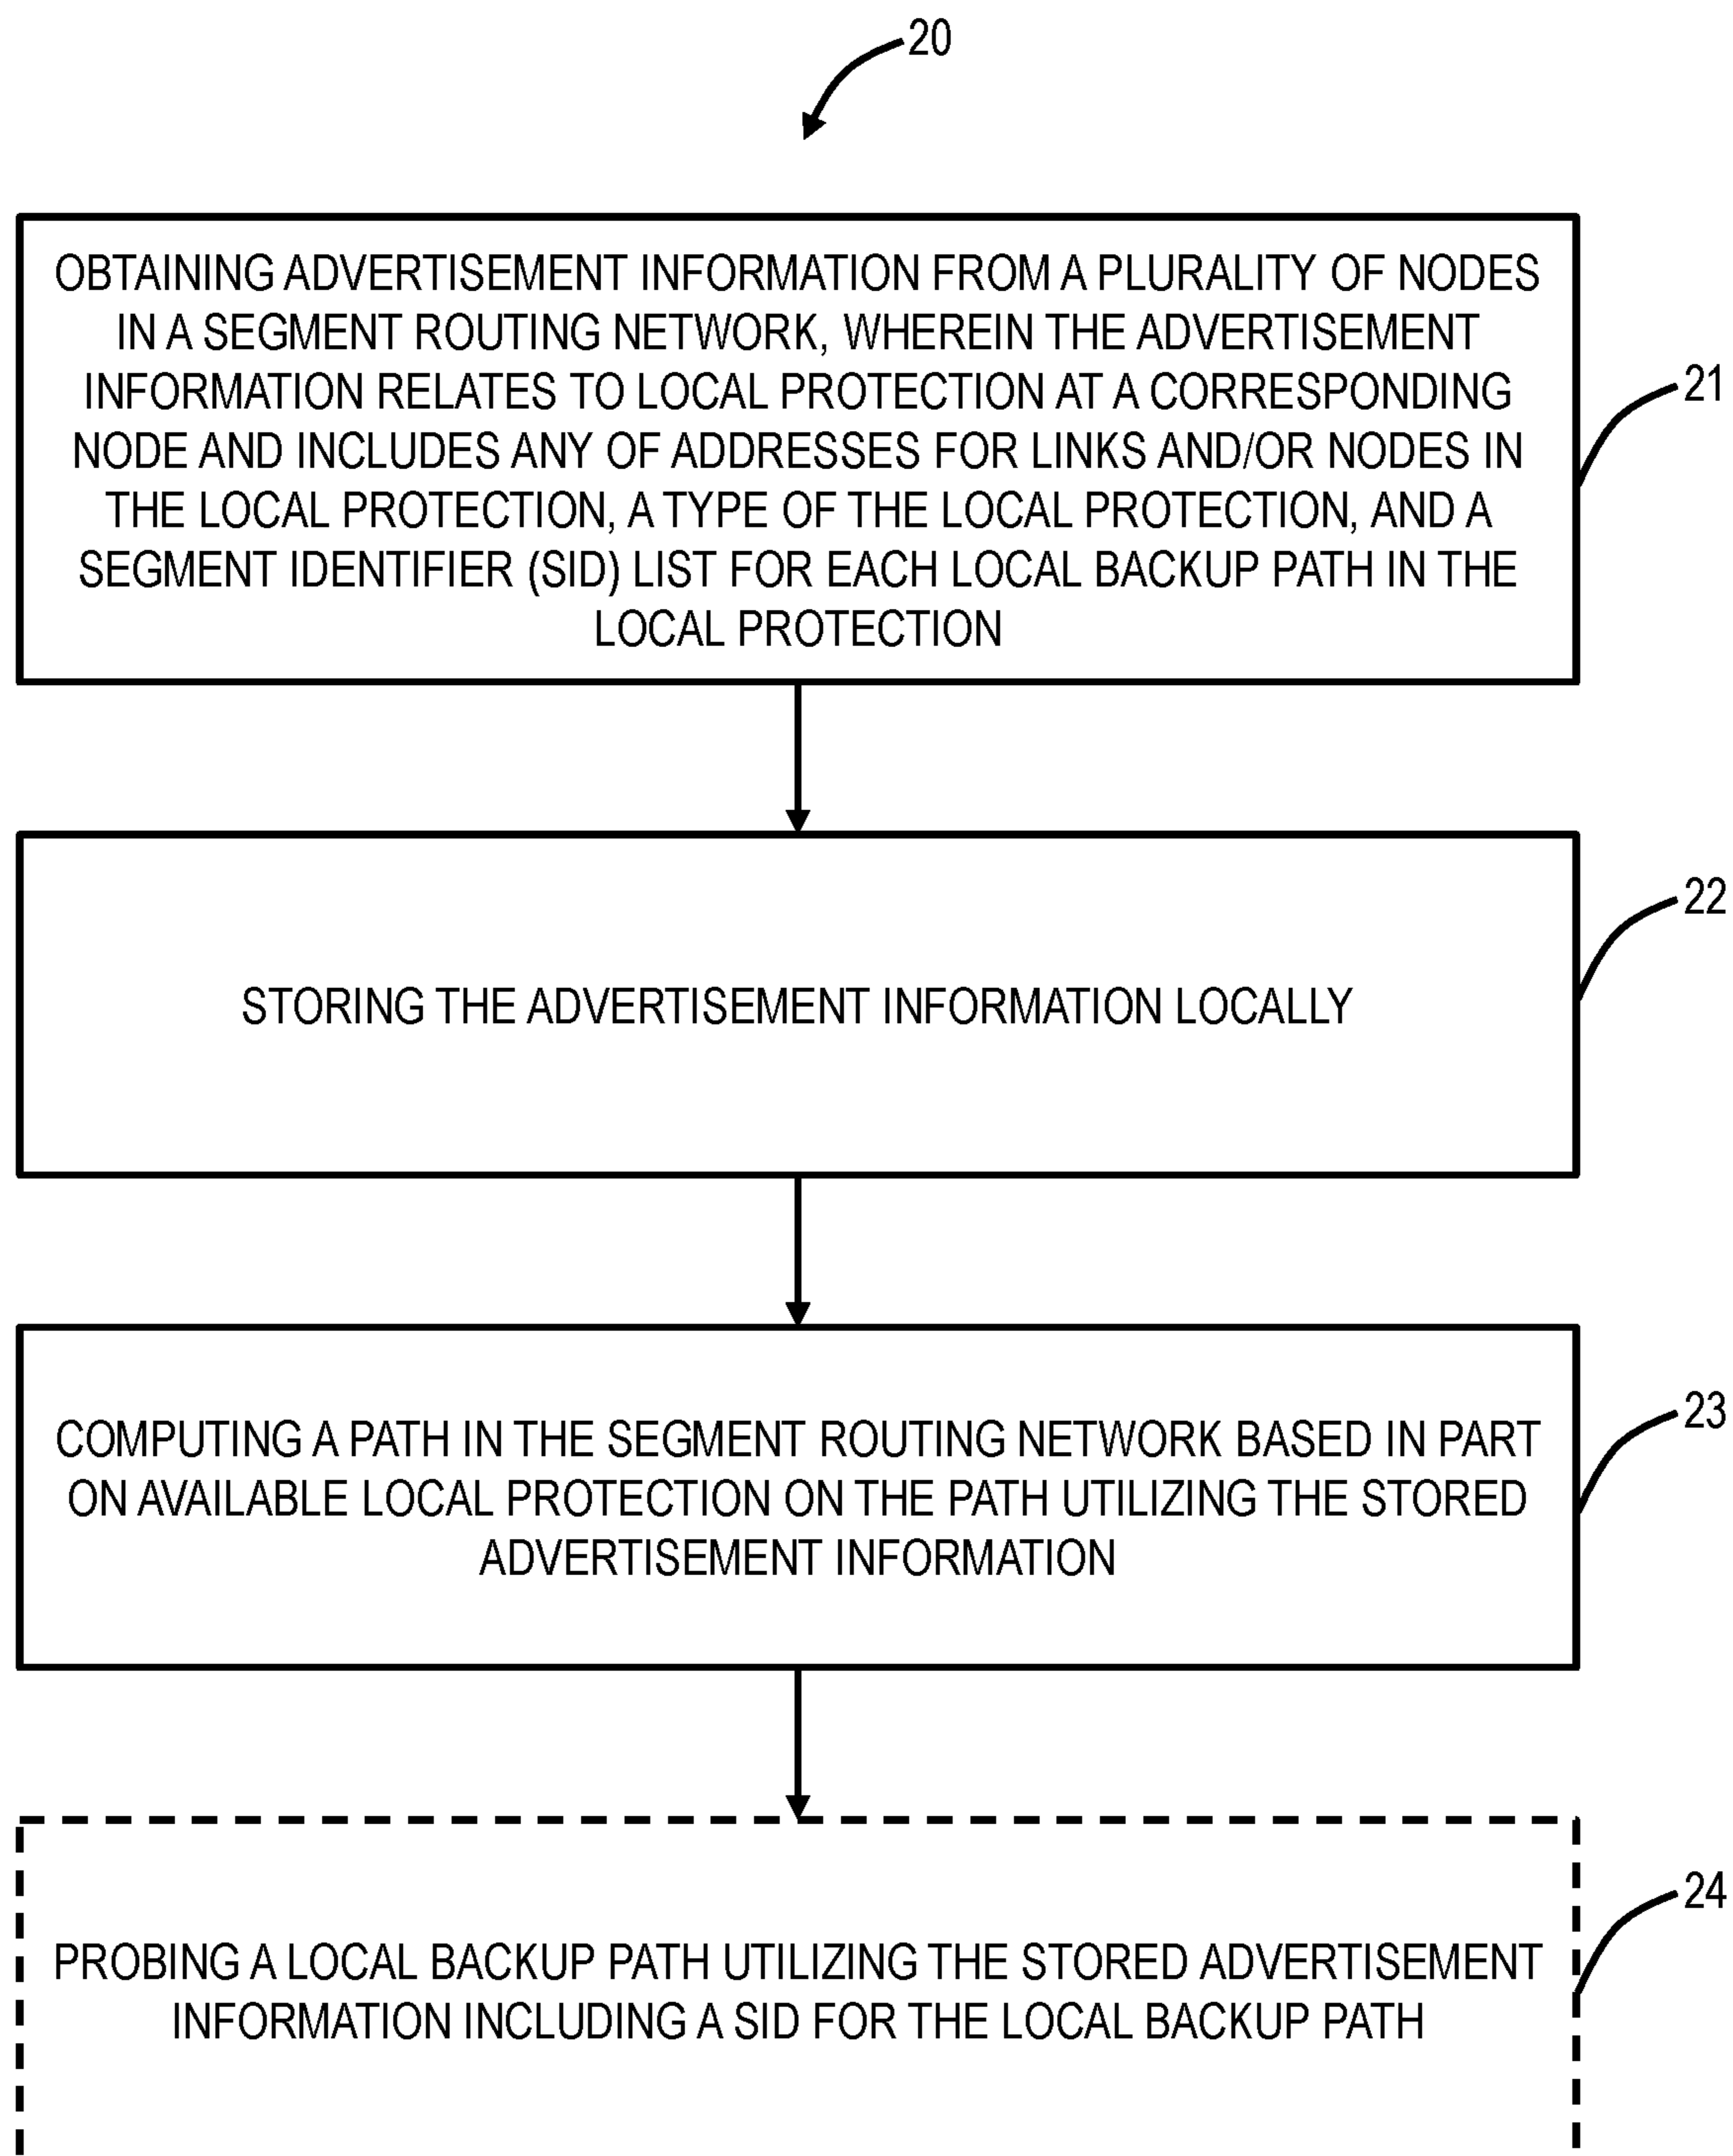 20
OBTAINING ADVERTISEMENT INFORMATION FROM A PLURALITY OF NODES
IN A SEGMENT ROUTING NETWORK, WHEREIN THE ADVERTISEMENT
INFORMATION RELATES TO LOCAL PROTECTION AT A CORRESPONDING
NODE AND INCLUDES ANY OF ADDRESSES FOR LINKS AND/OR NODES IN
THE LOCAL PROTECTION, A TYPE OF THE LOCAL PROTECTION, AND A
SEGMENT IDENTIFIER (SID) LIST FOR EACH LOCAL BACKUP PATH IN THE
LOCAL PROTECTION
21
STORING THE ADVERTISEMENT INFORMATION LOCALLY
22
COMPUTING A PATH IN THE SEGMENT ROUTING NETWORK BASED IN PART
ON AVAILABLE LOCAL PROTECTION ON THE PATH UTILIZING THE STORED
ADVERTISEMENT INFORMATION
23
PROBING A LOCAL BACKUP PATH UTILIZING THE STORED ADVERTISEMENT
INFORMATION INCLUDING A SID FOR THE LOCAL BACKUP PATH
24